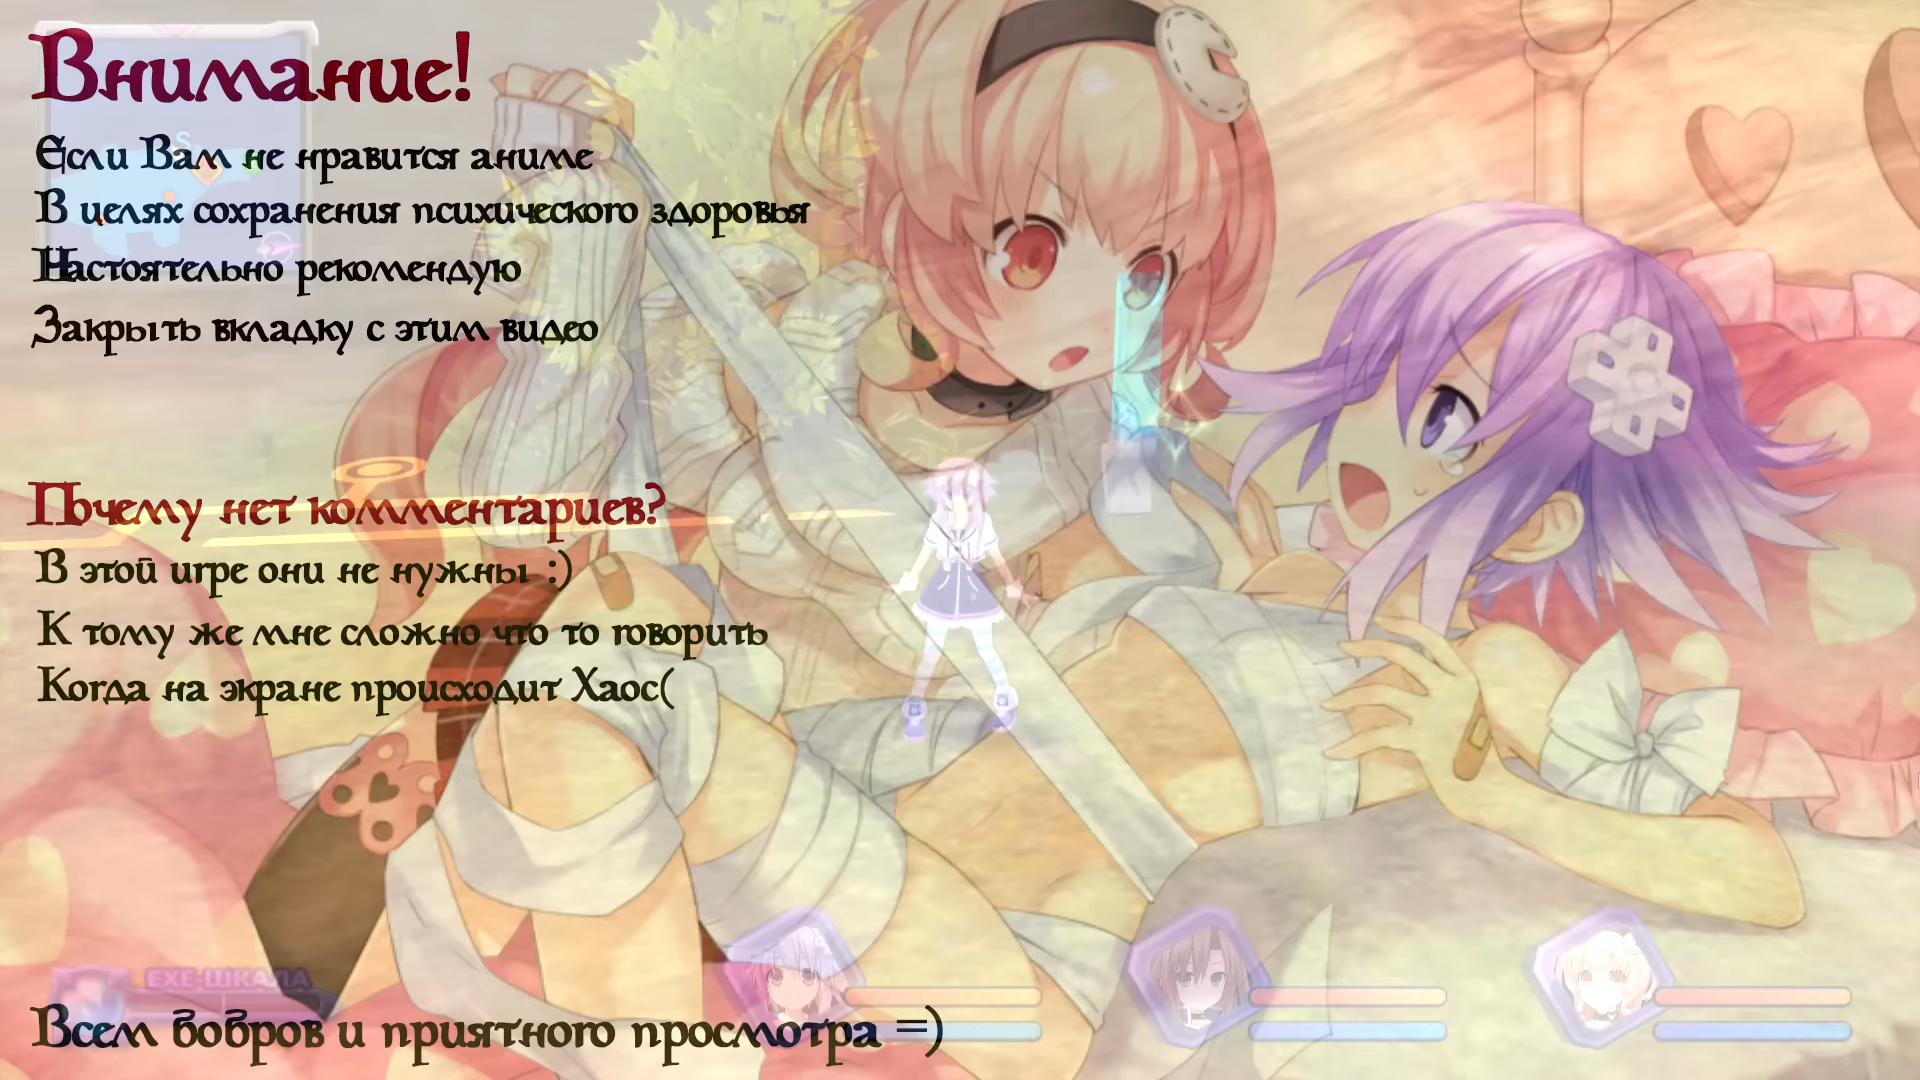 Внимание!
Если Вам не нравится аниме
В целях сохранения психического здоровья
Настоятельно рекомендую
Закрыть вкладку с этим видео
Почему нет комментариев?
В этой игре они не нужны :)
К тому же мне сложно что то говорить
Когда на экране происходит Хаос(
EXE-ШКАЛА
Всем бобров и приятного просмотра =)
S